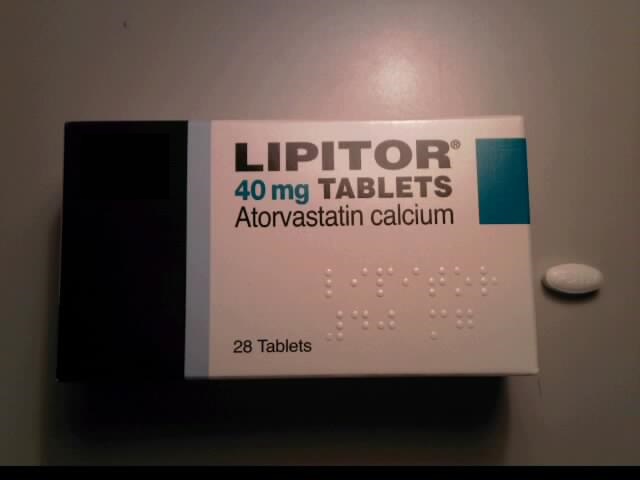 LIPITOR®
40 mg TABLETS
Atorvastatin calcium
28 Tablets